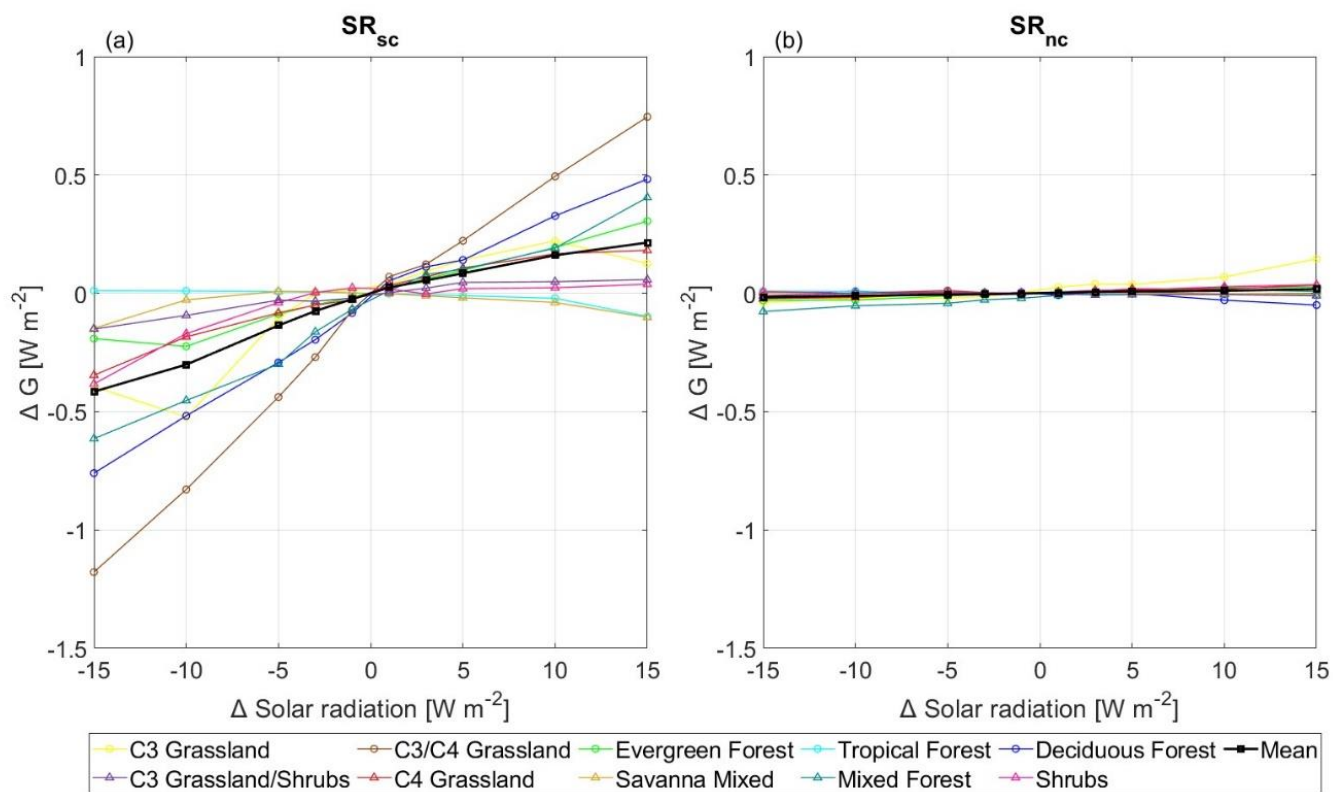 SRsc
SRnc
(a)
(b)
1
0.5
0
-0.5
-1
-1.5
Δ G [W m-2]
-15 -10 -5 0 5 10 15
Δ Solar radiation [W m-2]
1
0.5
0
-0.5
-1
-1.5
Δ G [W m-2]
-15 -10 -5 0 5 10 15
Δ Solar radiation [W m-2]
C3 Grassland C3/C4 Grassland Evergreen Forest Tropical Forest Deciduous Forest Mean
C3 Grassland/Shrubs C4 Grassland Savanna Mixed Mixed Forest Shrubs